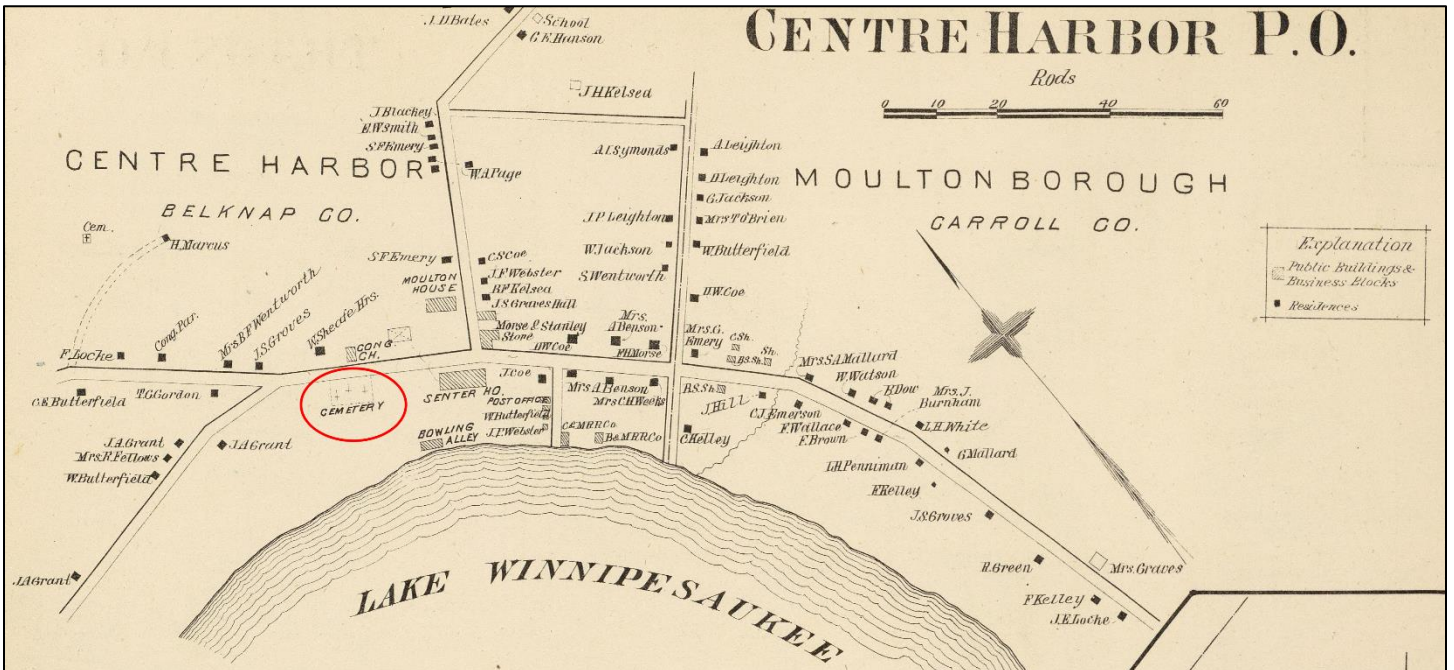 J.D.Bates
School
G.E.Hanson
CENTRE HARBOR P.O.
Rods
0 10 20 40 60
J.H.Kelsea
J.Blackey
E.W.Smith
S.F.Emery
W.A.Page
CENTRE HARBOR
BELKNAP CO.
A.L.Symonds
A.Leighton
D.Leighton
G.Jackson
Mrs T.O'Brien
MOULTONBOROUGH
CARROLL CO.
Cem.
H.Marcus
J.P.Leighton
W.Jackson
W.Butterfield
S.Wentworth
S.F.Emery
C.S.Coe
J.F.Webster
R.F.Kelsea
J.S.Graves Hall
MOULTON
HOUSE
H.W.Coe
Explanation
Public Buildings &
Business Blocks
Residences
F.Locke
Cong.Par.
Mrs.B.F.Wentworth
J.S.Groves
W.Sheafe Hrs.
CONG
CH.
Morse & Stanley
Store
H.W.Coe
Mrs.
A.Benson
F.H.Morse
Mrs.G.
Emery
C.Sh.
B.S.Sh.
Sh.
Mrs.S.A.Mallard
W.Watson
H.Dow
Mrs.J.
Burnham
C.E.Butterfield
T.G.Gordon
CEMETERY
SENTER HO.
J.Coe
POST OFFICE
W.Butterfield
J.F.Webster
BOWLING
ALLEY
Mrs A.Benson
Mrs C.H.Weeks
B.S.Sh
J.Hill
C.J.Emerson
F.Wallace
F.Brown
L.H.White
G.Mallard
J.A.Grant
Mrs.R.Fellows
W.Butterfield
J.A.Grant
C.&M.R.R.Co.
B.&M.R.R.Co
C.Kelley
L.H.Penniman
F.Kelley
J.S.Groves
J.A.Grant
R.Green
Mrs.Graves
F.Kelley
J.E.Locke
LAKE WINNIPESAUKEE